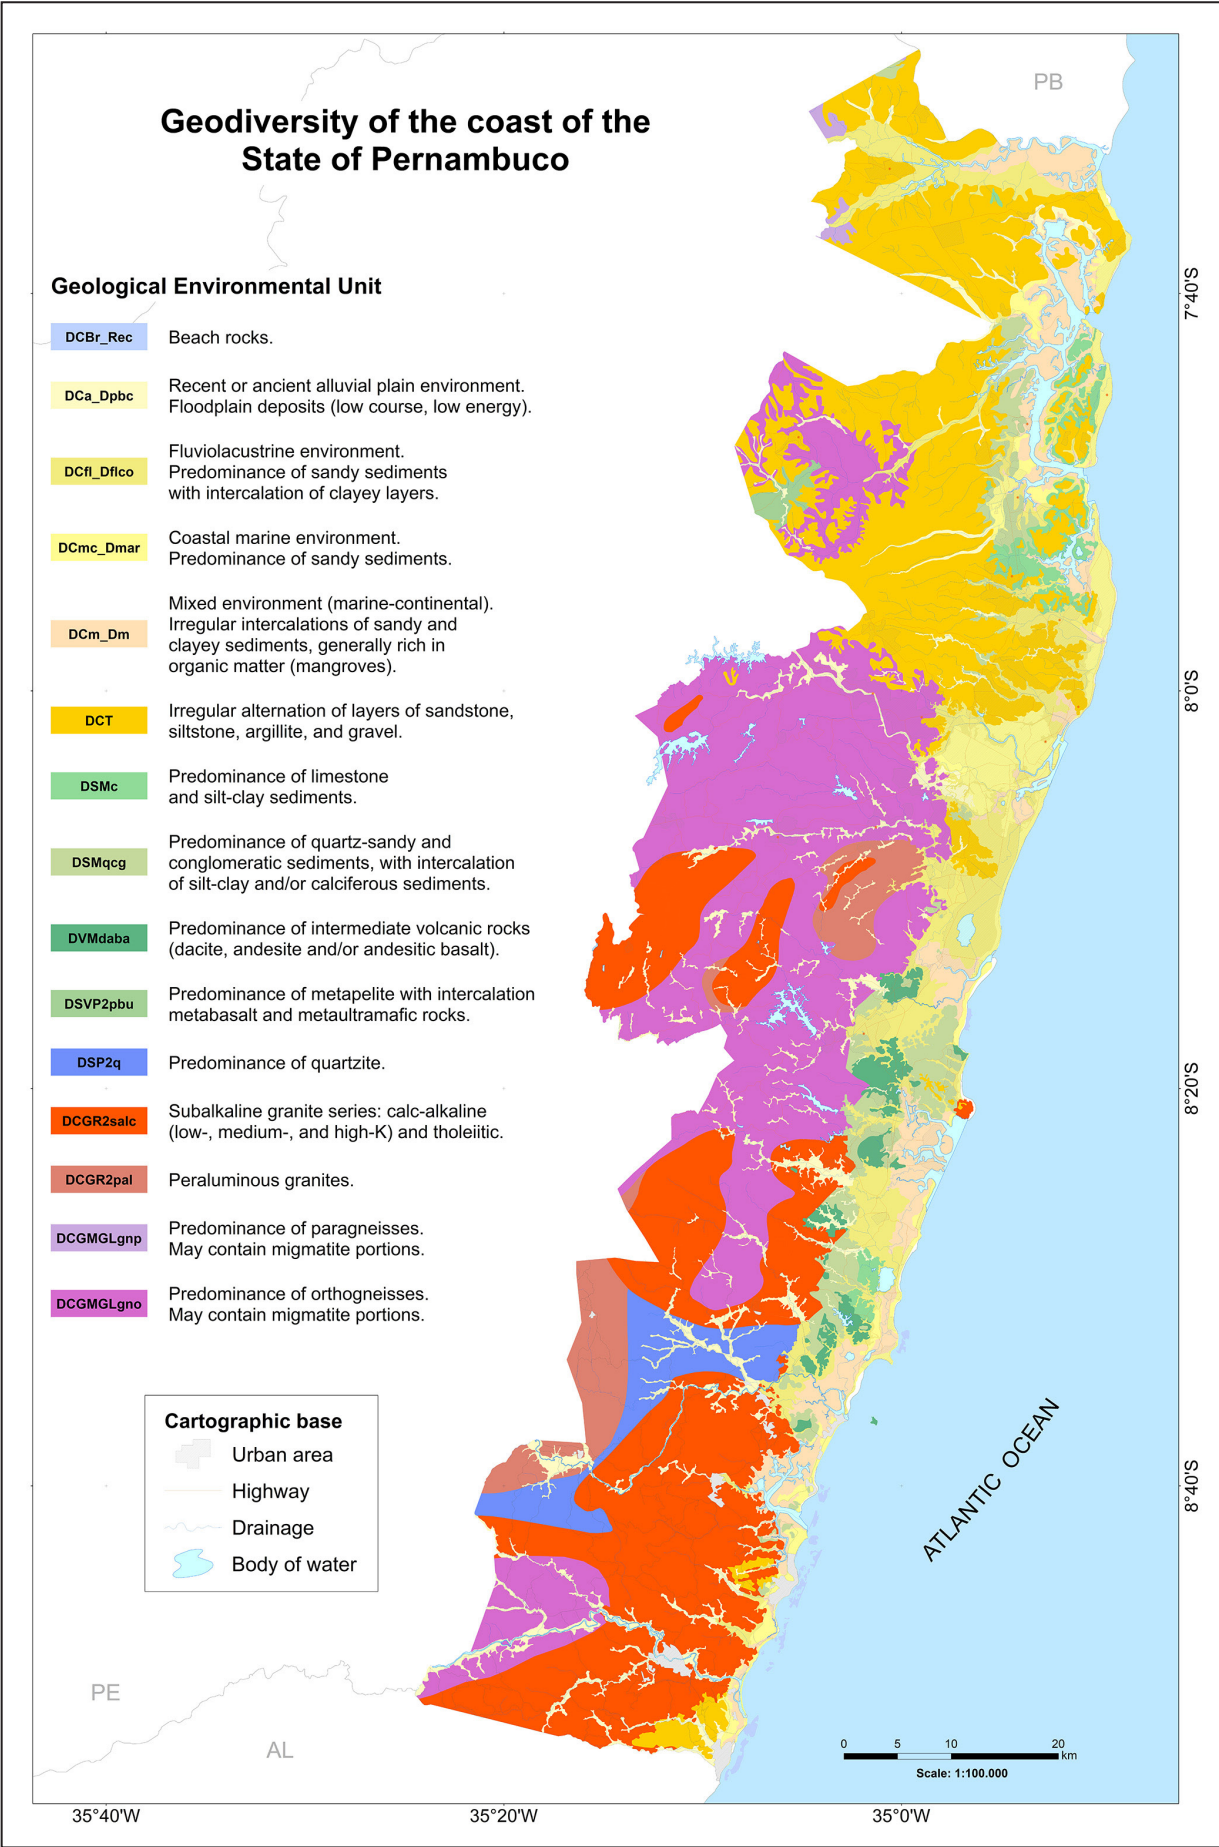 Geodiversity of the coast of the
State of Pernambuco
PB
Geological Environmental Unit
DCBr_Rec
Beach rocks.
DCa_Dpbc
Recent or ancient alluvial plain environment.
Floodplain deposits (low course, low energy).
DCfl_Dflco
Fluviolacustrine environment.
Predominance of sandy sediments
with intercalation of clayey layers.
DCmc_Dmar
Coastal marine environment.
Predominance of sandy sediments.
DCm_Dm
Mixed environment (marine-continental).
Irregular intercalations of sandy and
clayey sediments, generally rich in
organic matter (mangroves).
DCT
Irregular alternation of layers of sandstone,
siltstone, argillite, and gravel.
DSMc
Predominance of limestone
and silt-clay sediments.
DSMqcg
Predominance of quartz-sandy and
conglomeratic sediments, with intercalation
of silt-clay and/or calciferous sediments.
DVMdaba
Predominance of intermediate volcanic rocks
(dacite, andesite and/or andesitic basalt).
DSVP2pbu
Predominance of metapelite with intercalation
metabasalt and metaultramafic rocks.
DSP2q
Predominance of quartzite.
DCGR2salc
Subalkaline granite series: calc-alkaline
(low-, medium-, and high-K) and tholeiitic.
DCGR2pal
Peraluminous granites.
DCGMGLgnp
Predominance of paragneisses.
May contain migmatite portions.
DCGMGLgno
Predominance of orthogneisses.
May contain migmatite portions.
Cartographic base
Urban area
Highway
Drainage
Body of water
7°40'S
8°0'S
8°20'S
8°40'S
ATLANTIC OCEAN
PE
AL
0 5 10 20
km
Scale: 1:100.000
35°40'W 35°20'W 35°0'W